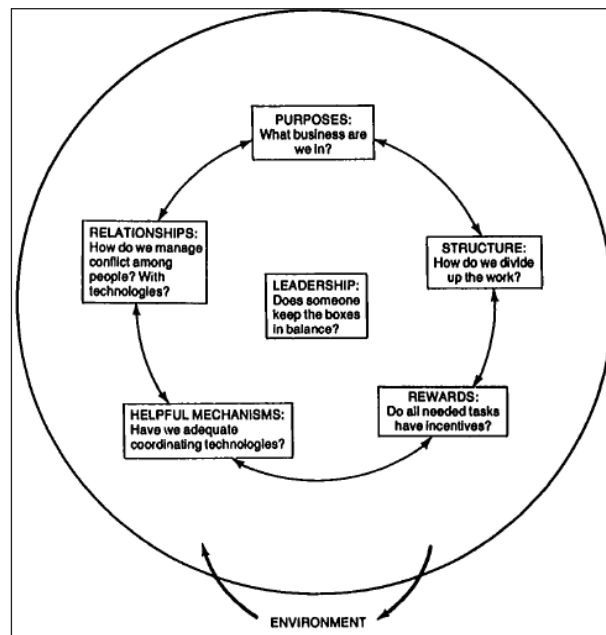 PURPOSES:
What business are
we in?
RELATIONSHIPS:
How do we manage
conflict among
people? With
technologies?
STRUCTURE:
How do we divide
up the work?
LEADERSHIP:
Does someone
keep the boxes
in balance?
HELPFUL MECHANISMS:
Have we adequate
coordinating technologies?
REWARDS:
Do all needed tasks
have incentives?
ENVIRONMENT